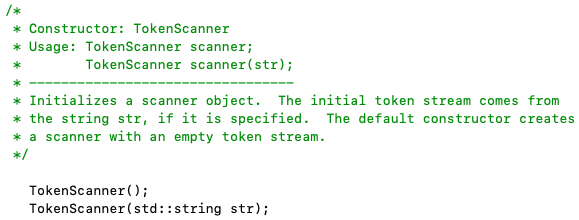 /*
 * Constructor: TokenScanner
 * Usage: TokenScanner scanner;
 *        TokenScanner scanner(str);
 * ---------------------------------
 * Initializes a scanner object.  The initial token stream comes from
 * the string str, if it is specified.  The default constructor creates
 * a scanner with an empty token stream.
 */
   TokenScanner();
   TokenScanner(std::string str);